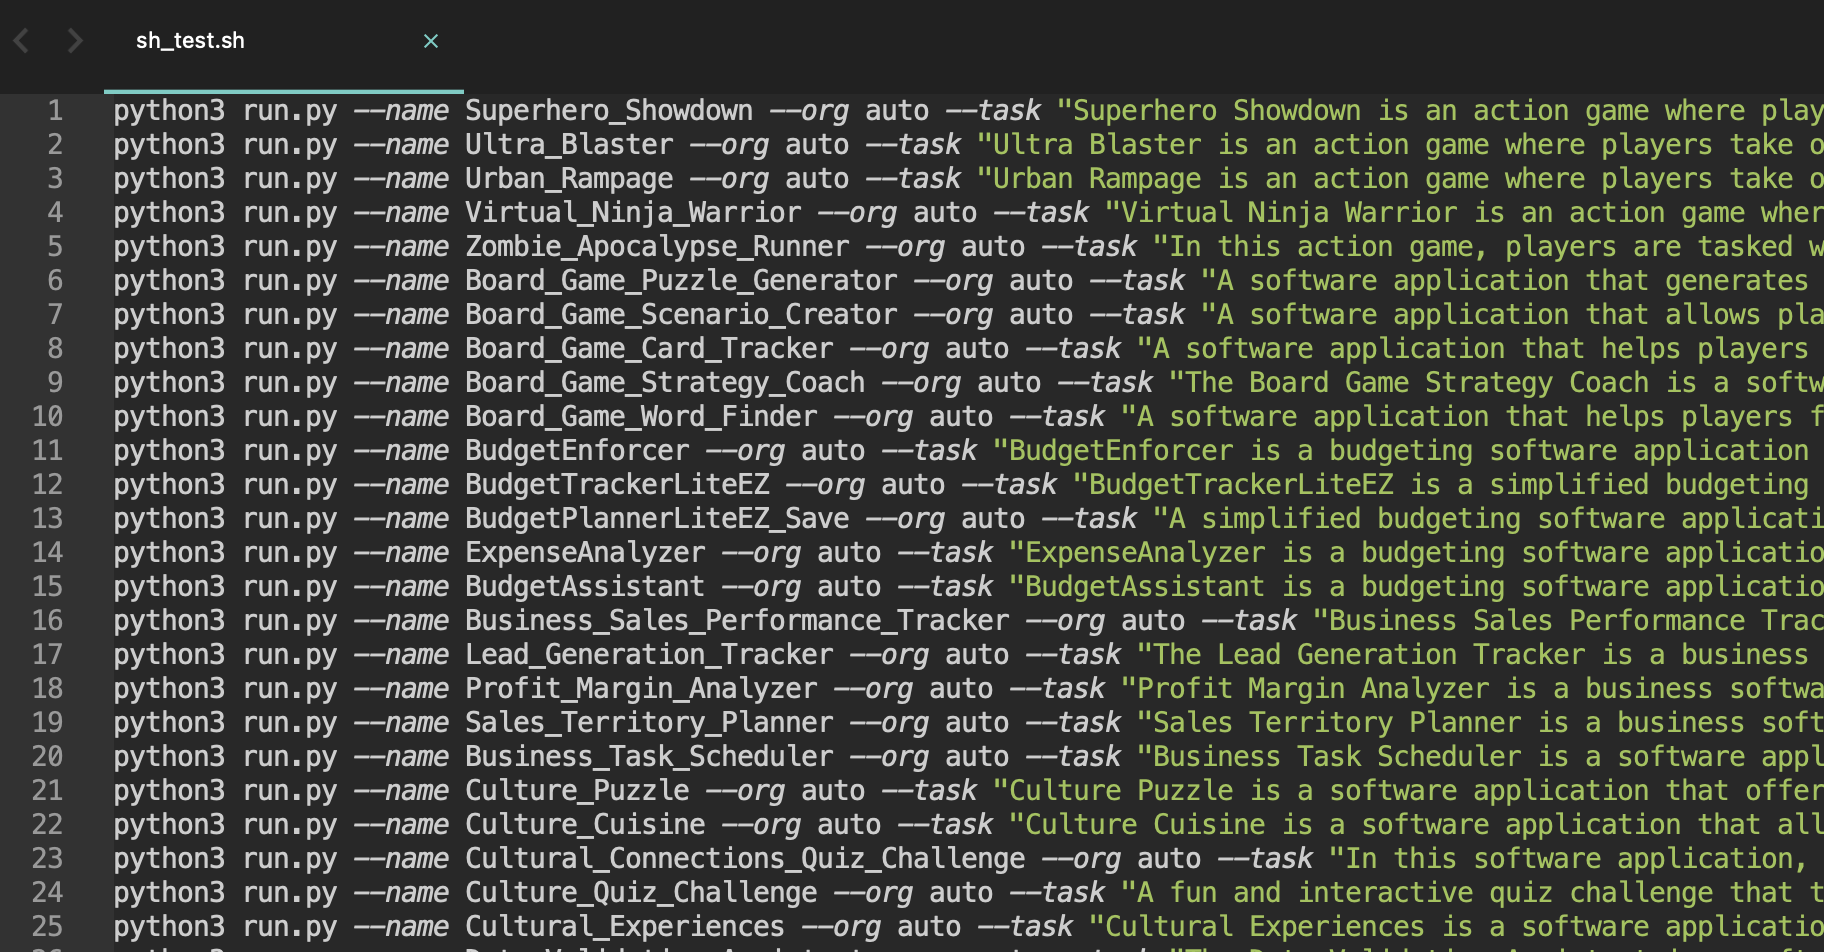 sh_test.sh ×
1 python3 run.py --name Superhero_Showdown --org auto --task "Superhero Showdown is an action game where play
2 python3 run.py --name Ultra_Blaster --org auto --task "Ultra Blaster is an action game where players take o
3 python3 run.py --name Urban_Rampage --org auto --task "Urban Rampage is an action game where players take o
4 python3 run.py --name Virtual_Ninja_Warrior --org auto --task "Virtual Ninja Warrior is an action game wher
5 python3 run.py --name Zombie_Apocalypse_Runner --org auto --task "In this action game, players are tasked w
6 python3 run.py --name Board_Game_Puzzle_Generator --org auto --task "A software application that generates
7 python3 run.py --name Board_Game_Scenario_Creator --org auto --task "A software application that allows pla
8 python3 run.py --name Board_Game_Card_Tracker --org auto --task "A software application that helps players
9 python3 run.py --name Board_Game_Strategy_Coach --org auto --task "The Board Game Strategy Coach is a softw
10 python3 run.py --name Board_Game_Word_Finder --org auto --task "A software application that helps players f
11 python3 run.py --name BudgetEnforcer --org auto --task "BudgetEnforcer is a budgeting software application
12 python3 run.py --name BudgetTrackerLiteEZ --org auto --task "BudgetTrackerLiteEZ is a simplified budgeting
13 python3 run.py --name BudgetPlannerLiteEZ_Save --org auto --task "A simplified budgeting software applicati
14 python3 run.py --name ExpenseAnalyzer --org auto --task "ExpenseAnalyzer is a budgeting software applicatio
15 python3 run.py --name BudgetAssistant --org auto --task "BudgetAssistant is a budgeting software applicatio
16 python3 run.py --name Business_Sales_Performance_Tracker --org auto --task "Business Sales Performance Trac
17 python3 run.py --name Lead_Generation_Tracker --org auto --task "The Lead Generation Tracker is a business
18 python3 run.py --name Profit_Margin_Analyzer --org auto --task "Profit Margin Analyzer is a business softwa
19 python3 run.py --name Sales_Territory_Planner --org auto --task "Sales Territory Planner is a business soft
20 python3 run.py --name Business_Task_Scheduler --org auto --task "Business Task Scheduler is a software appl
21 python3 run.py --name Culture_Puzzle --org auto --task "Culture Puzzle is a software application that offer
22 python3 run.py --name Culture_Cuisine --org auto --task "Culture Cuisine is a software application that all
23 python3 run.py --name Cultural_Connections_Quiz_Challenge --org auto --task "In this software application,
24 python3 run.py --name Culture_Quiz_Challenge --org auto --task "A fun and interactive quiz challenge that t
25 python3 run.py --name Cultural_Experiences --org auto --task "Cultural Experiences is a software applicatio